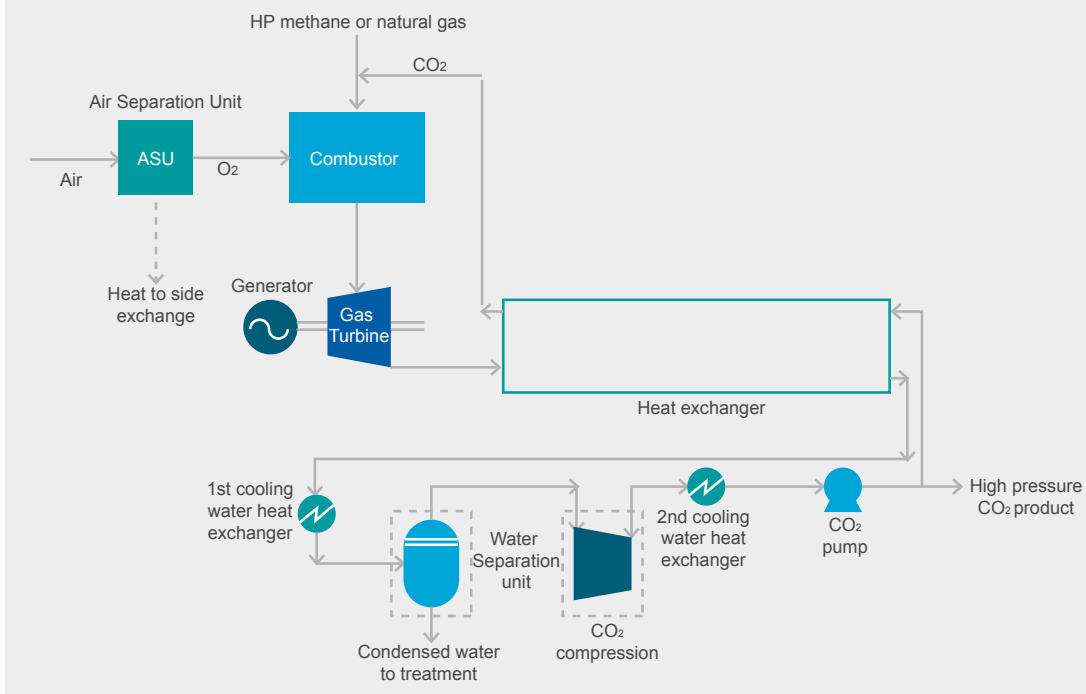 HP methane or natural gas
CO₂
Air Separation Unit
ASU
Combustor
Air
O₂
Heat to side
exchange
Generator
Gas
Turbine
Heat exchanger
1st cooling
water heat
exchanger
Water
Separation
unit
2nd cooling
water heat
exchanger
CO₂
pump
High pressure
CO₂ product
Condensed water
to treatment
CO₂
compression